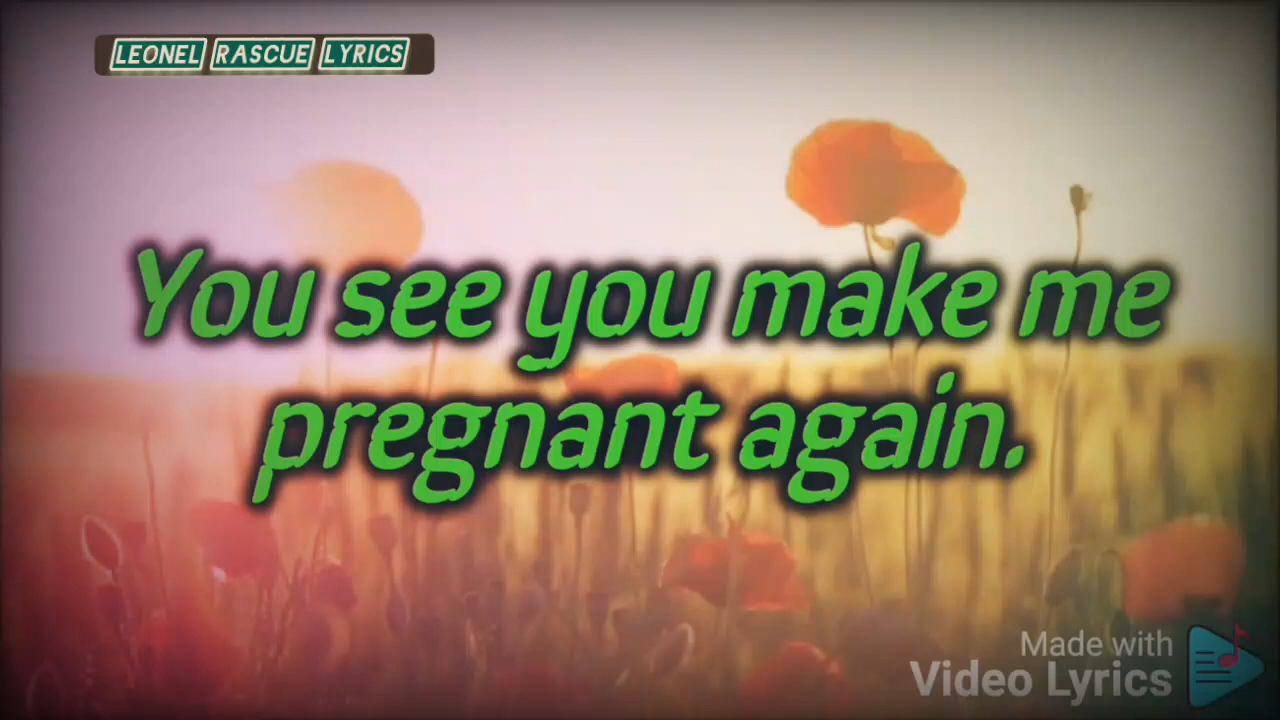 LEONEL RASCUE LYRICS
You see you make me
pregnant again.
Made with
Video Lyrics